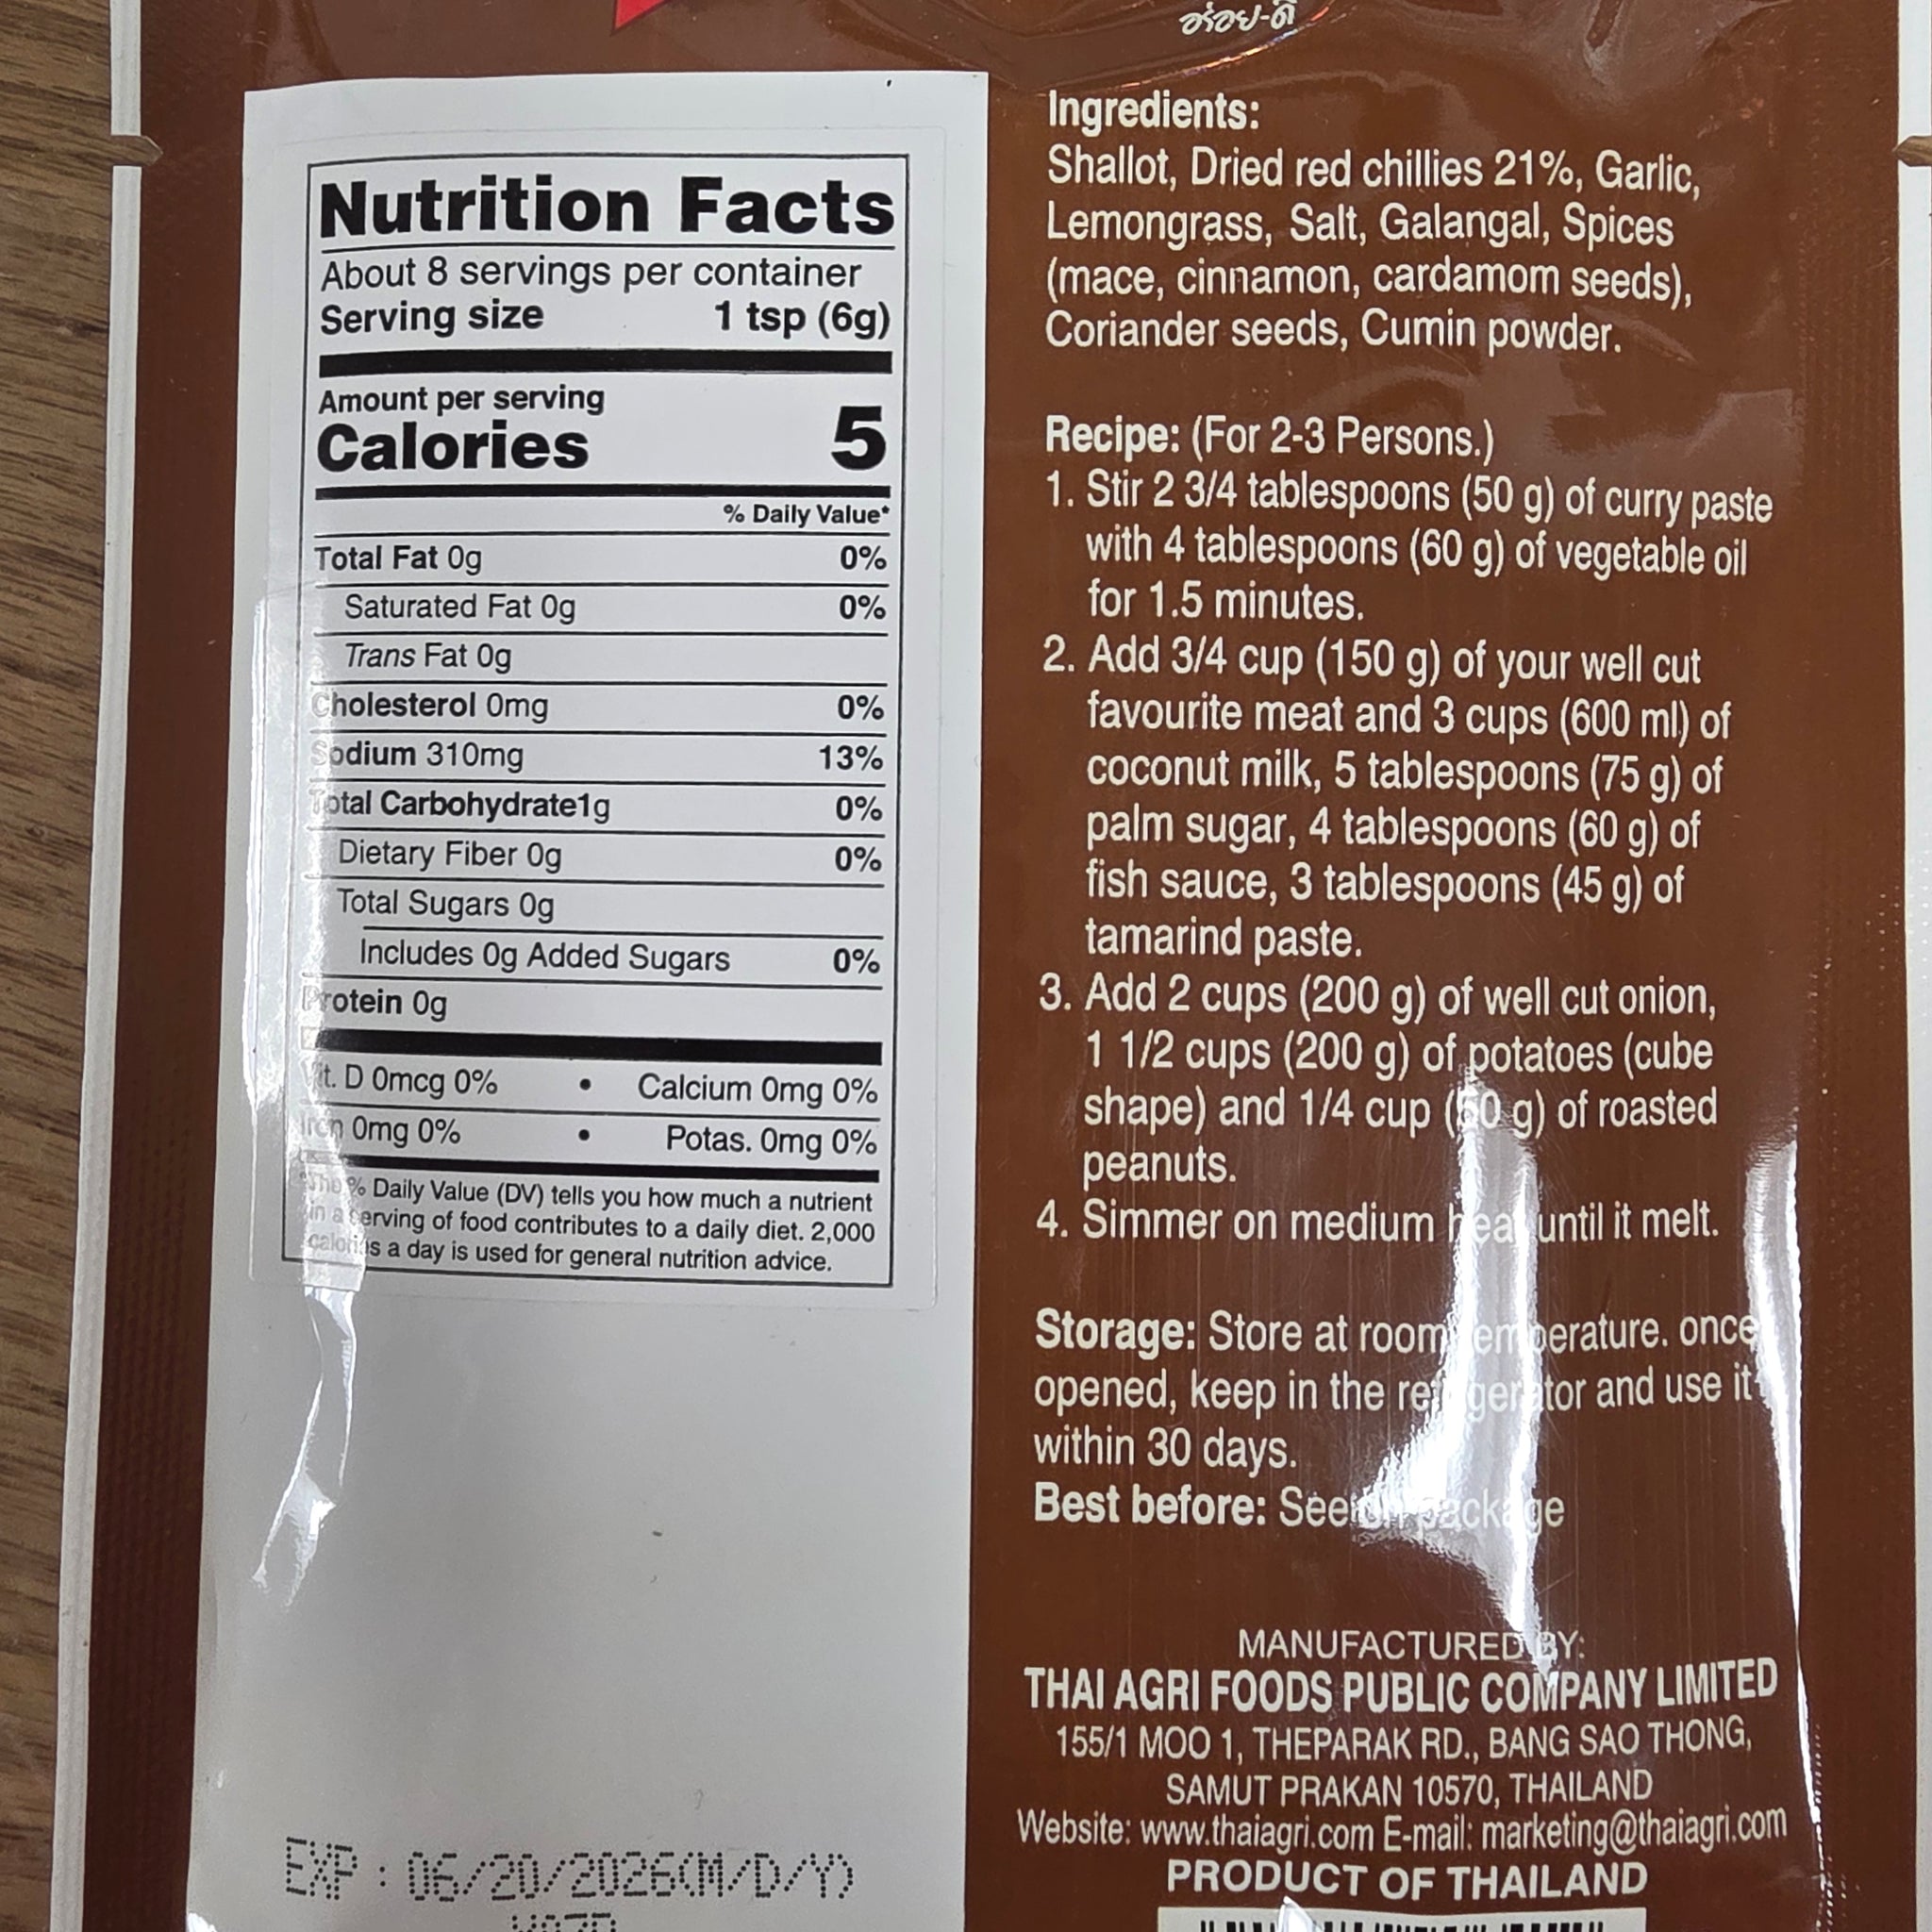 อร่อย-ดี
Nutrition Facts
About 8 servings per container
Serving size 1 tsp (6g)
Amount per serving
Calories 5
% Daily Value*
Total Fat 0g 0%
Saturated Fat 0g 0%
Trans Fat 0g
Cholesterol 0mg 0%
Sodium 310mg 13%
Total Carbohydrate1g 0%
Dietary Fiber 0g 0%
Total Sugars 0g
Includes 0g Added Sugars 0%
Protein 0g
Vit. D 0mcg 0% • Calcium 0mg 0%
Iron 0mg 0% • Potas. 0mg 0%
*The % Daily Value (DV) tells you how much a nutrient
in a serving of food contributes to a daily diet. 2,000
calories a day is used for general nutrition advice.
EXP : 06/20/2026(M/D/Y)
Ingredients:
Shallot, Dried red chillies 21%, Garlic,
Lemongrass, Salt, Galangal, Spices
(mace, cinnamon, cardamom seeds),
Coriander seeds, Cumin powder.
Recipe: (For 2-3 Persons.)
1. Stir 2 3/4 tablespoons (50 g) of curry paste
with 4 tablespoons (60 g) of vegetable oil
for 1.5 minutes.
2. Add 3/4 cup (150 g) of your well cut
favourite meat and 3 cups (600 ml) of
coconut milk, 5 tablespoons (75 g) of
palm sugar, 4 tablespoons (60 g) of
fish sauce, 3 tablespoons (45 g) of
tamarind paste.
3. Add 2 cups (200 g) of well cut onion,
1 1/2 cups (200 g) of potatoes (cube
shape) and 1/4 cup (50 g) of roasted
peanuts.
4. Simmer on medium heat until it melt.
Storage: Store at room temperature. once
opened, keep in the refrigerator and use it
within 30 days.
Best before: See on package
MANUFACTURED BY:
THAI AGRI FOODS PUBLIC COMPANY LIMITED
155/1 MOO 1, THEPARAK RD., BANG SAO THONG,
SAMUT PRAKAN 10570, THAILAND
Website: www.thaiagri.com E-mail: marketing@thaiagri.com
PRODUCT OF THAILAND